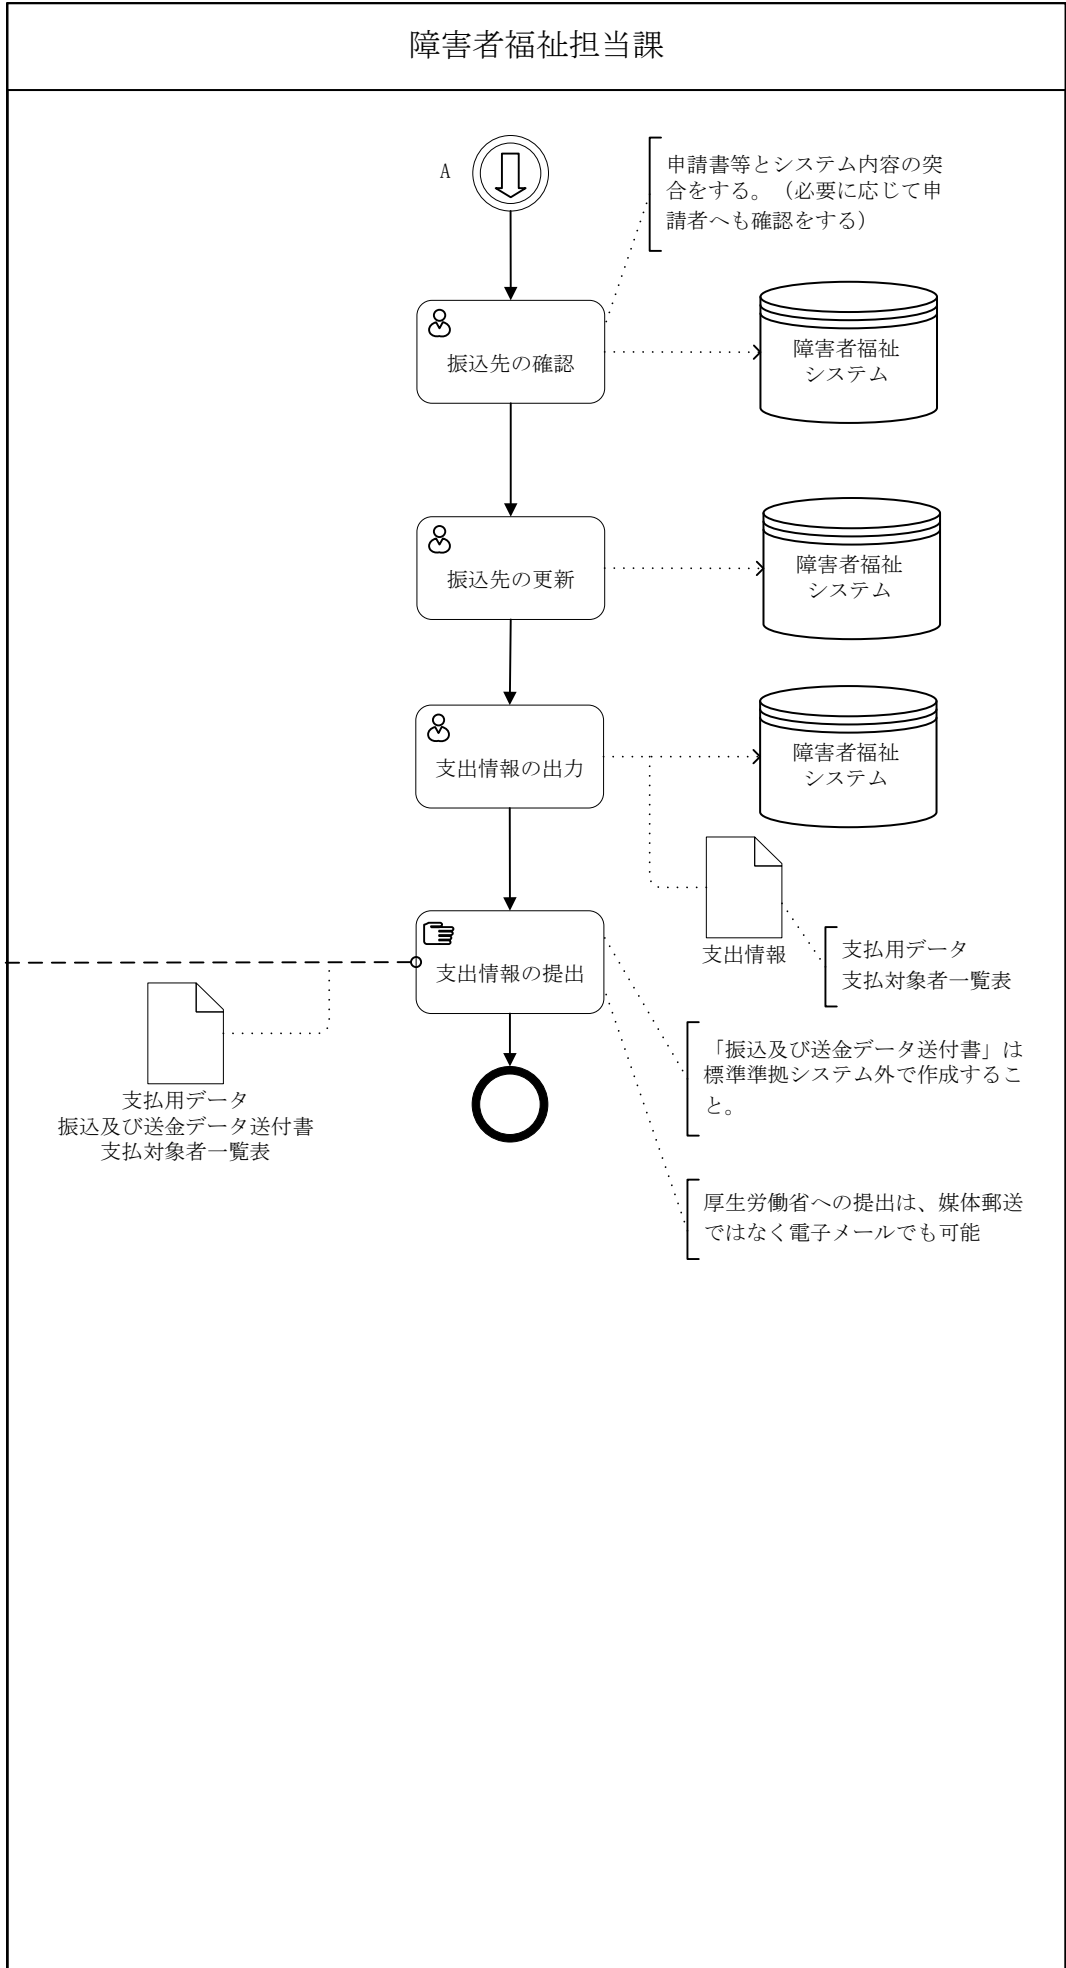 障害者福祉担当課
A
申請書等とシステム内容の突
合をする。（必要に応じて申
請者へも確認をする）
振込先の確認
障害者福祉
システム
振込先の更新
障害者福祉
システム
支出情報の出力
障害者福祉
システム
支出情報
支払用データ
支払対象者一覧表
支出情報の提出
支払用データ
振込及び送金データ送付書
支払対象者一覧表
「振込及び送金データ送付書」は
標準準拠システム外で作成するこ
と。
厚生労働省への提出は、媒体郵送
ではなく電子メールでも可能